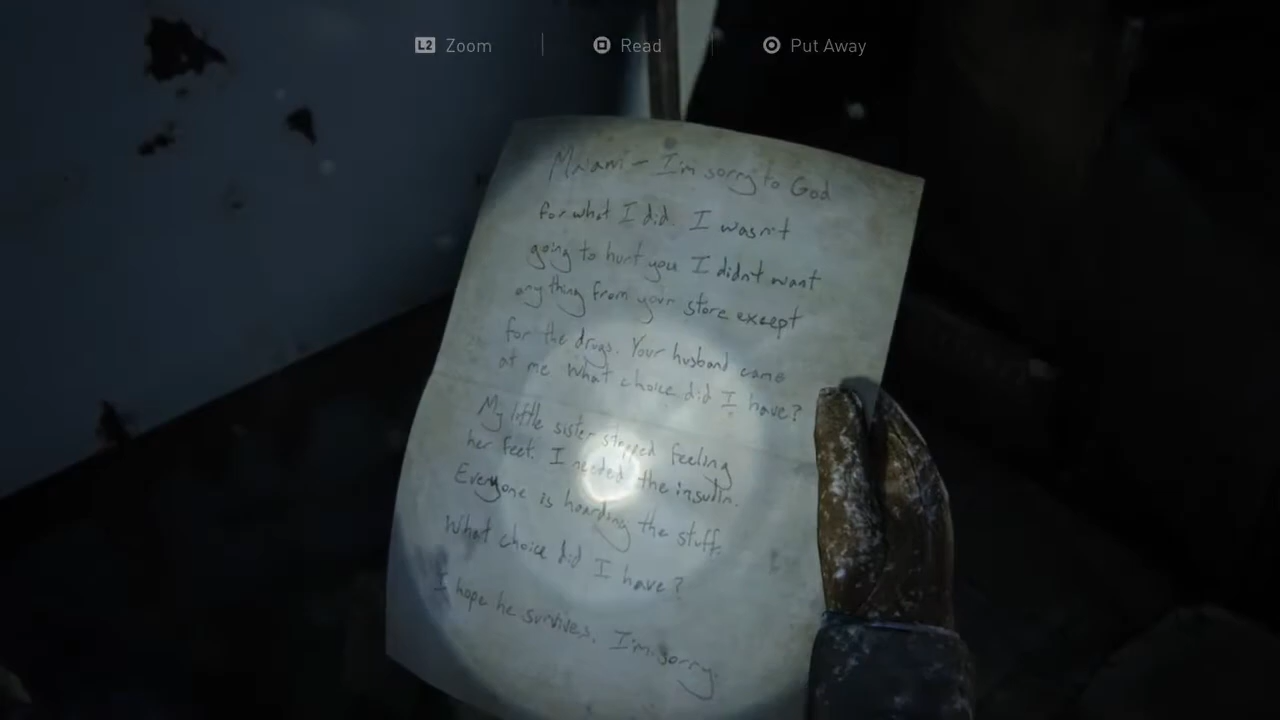 L2 Zoom Read Put Away
Ma'am — I'm sorry to God
for what I did. I wasn't
going to hurt you I didn't want
anything from your store except
for the drugs. Your husband came
at me What choice did I have?
My little sister stopped feeling
her feet. I needed the insulin.
Everyone is hoarding the stuff.
What choice did I have?
I hope he survives. I'm sorry.